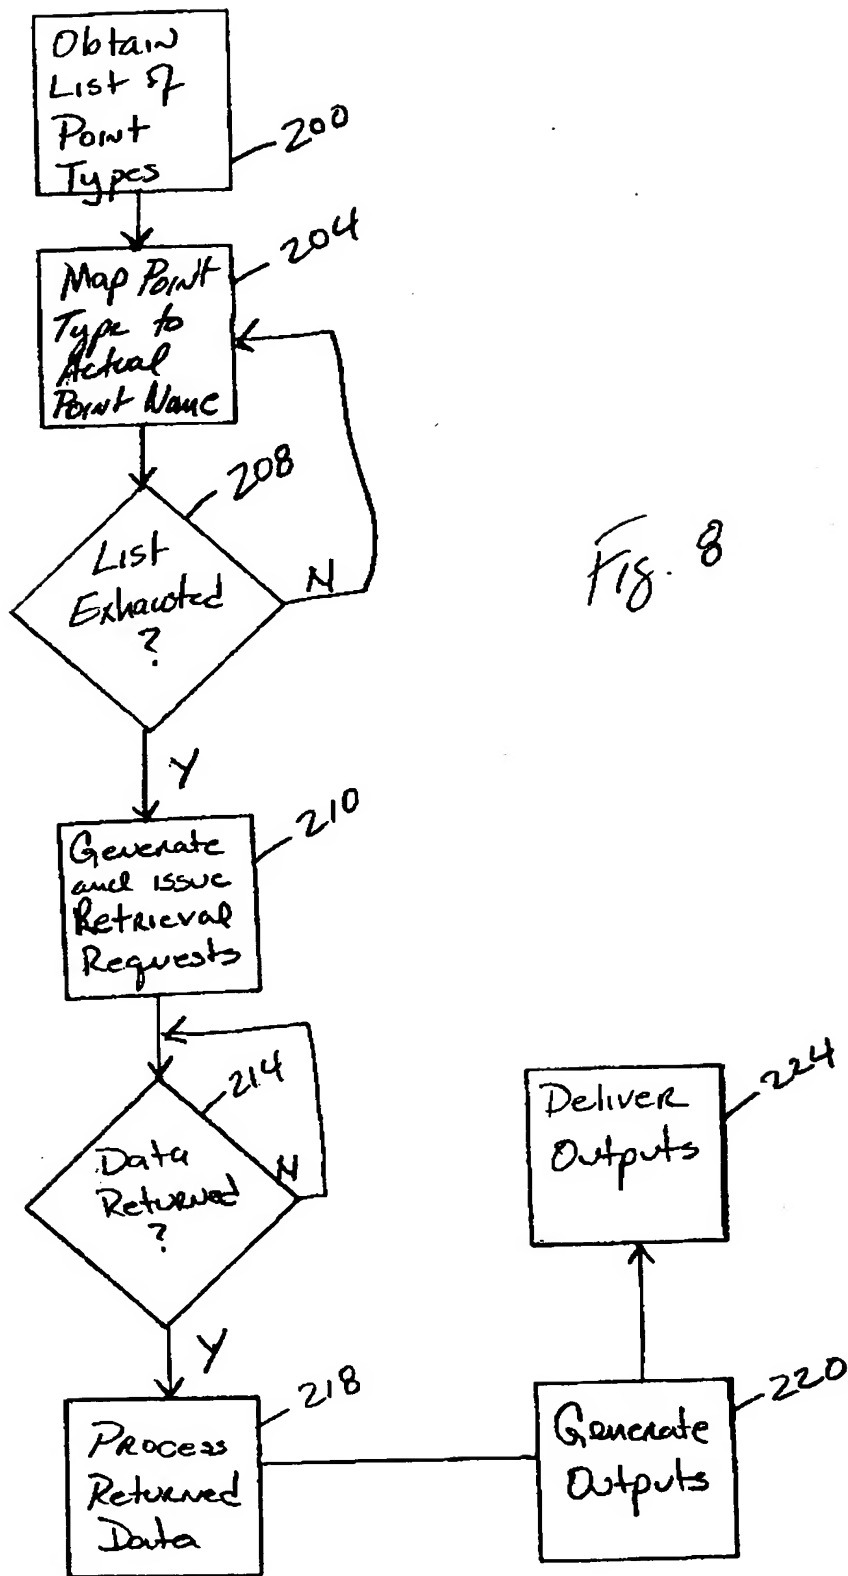 Obtain
List of
Point
Types
200
204
Map Point
Type to
Actual
Point Name
208
List
Exhausted
?
N
Fig. 8
Y
210
Generate
and issue
Retrieval
Requests
214
Data
Returned
?
N
Y
218
Process
Returned
Data
220
Generate
Outputs
224
Deliver
Outputs